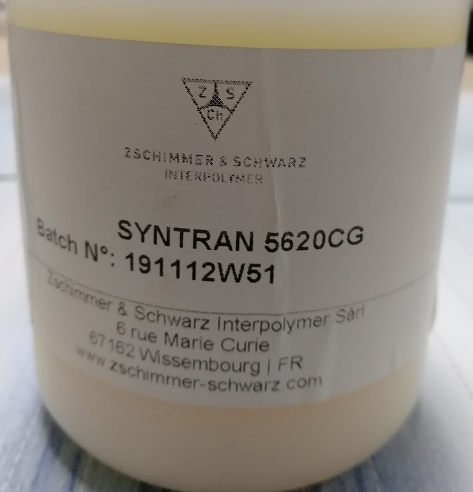 Z S
Ch
ZSCHIMMER & SCHWARZ
INTERPOLYMER
SYNTRAN 5620CG
Batch N°: 191112W51
Zschimmer & Schwarz Interpolymer Sàrl
6 rue Marie Curie
67162 Wissembourg | FR
www.zschimmer-schwarz com